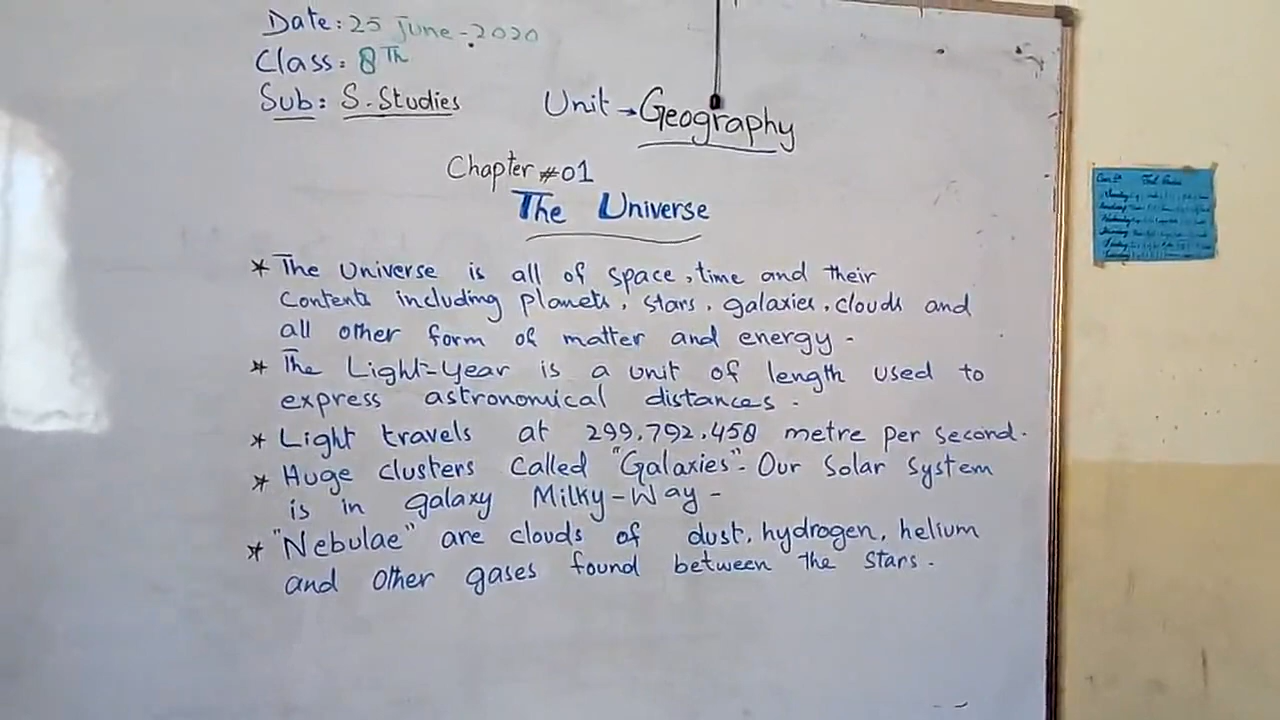 Date: 25 June - 2020
Class: 8Th
Sub: S. Studies Unit → Geography
Chapter #01
The Universe
* The Universe is all of space, time and their
contents including planets, stars, galaxies, clouds and
all other form of matter and energy -
* The Light-Year is a unit of length used to
express astronomical distances -
* Light travels at 299,792,458 metre per second.
* Huge clusters called "Galaxies" - Our Solar System
is in galaxy Milky-Way -
* "Nebulae" are clouds of dust, hydrogen, helium
and other gases found between the stars.